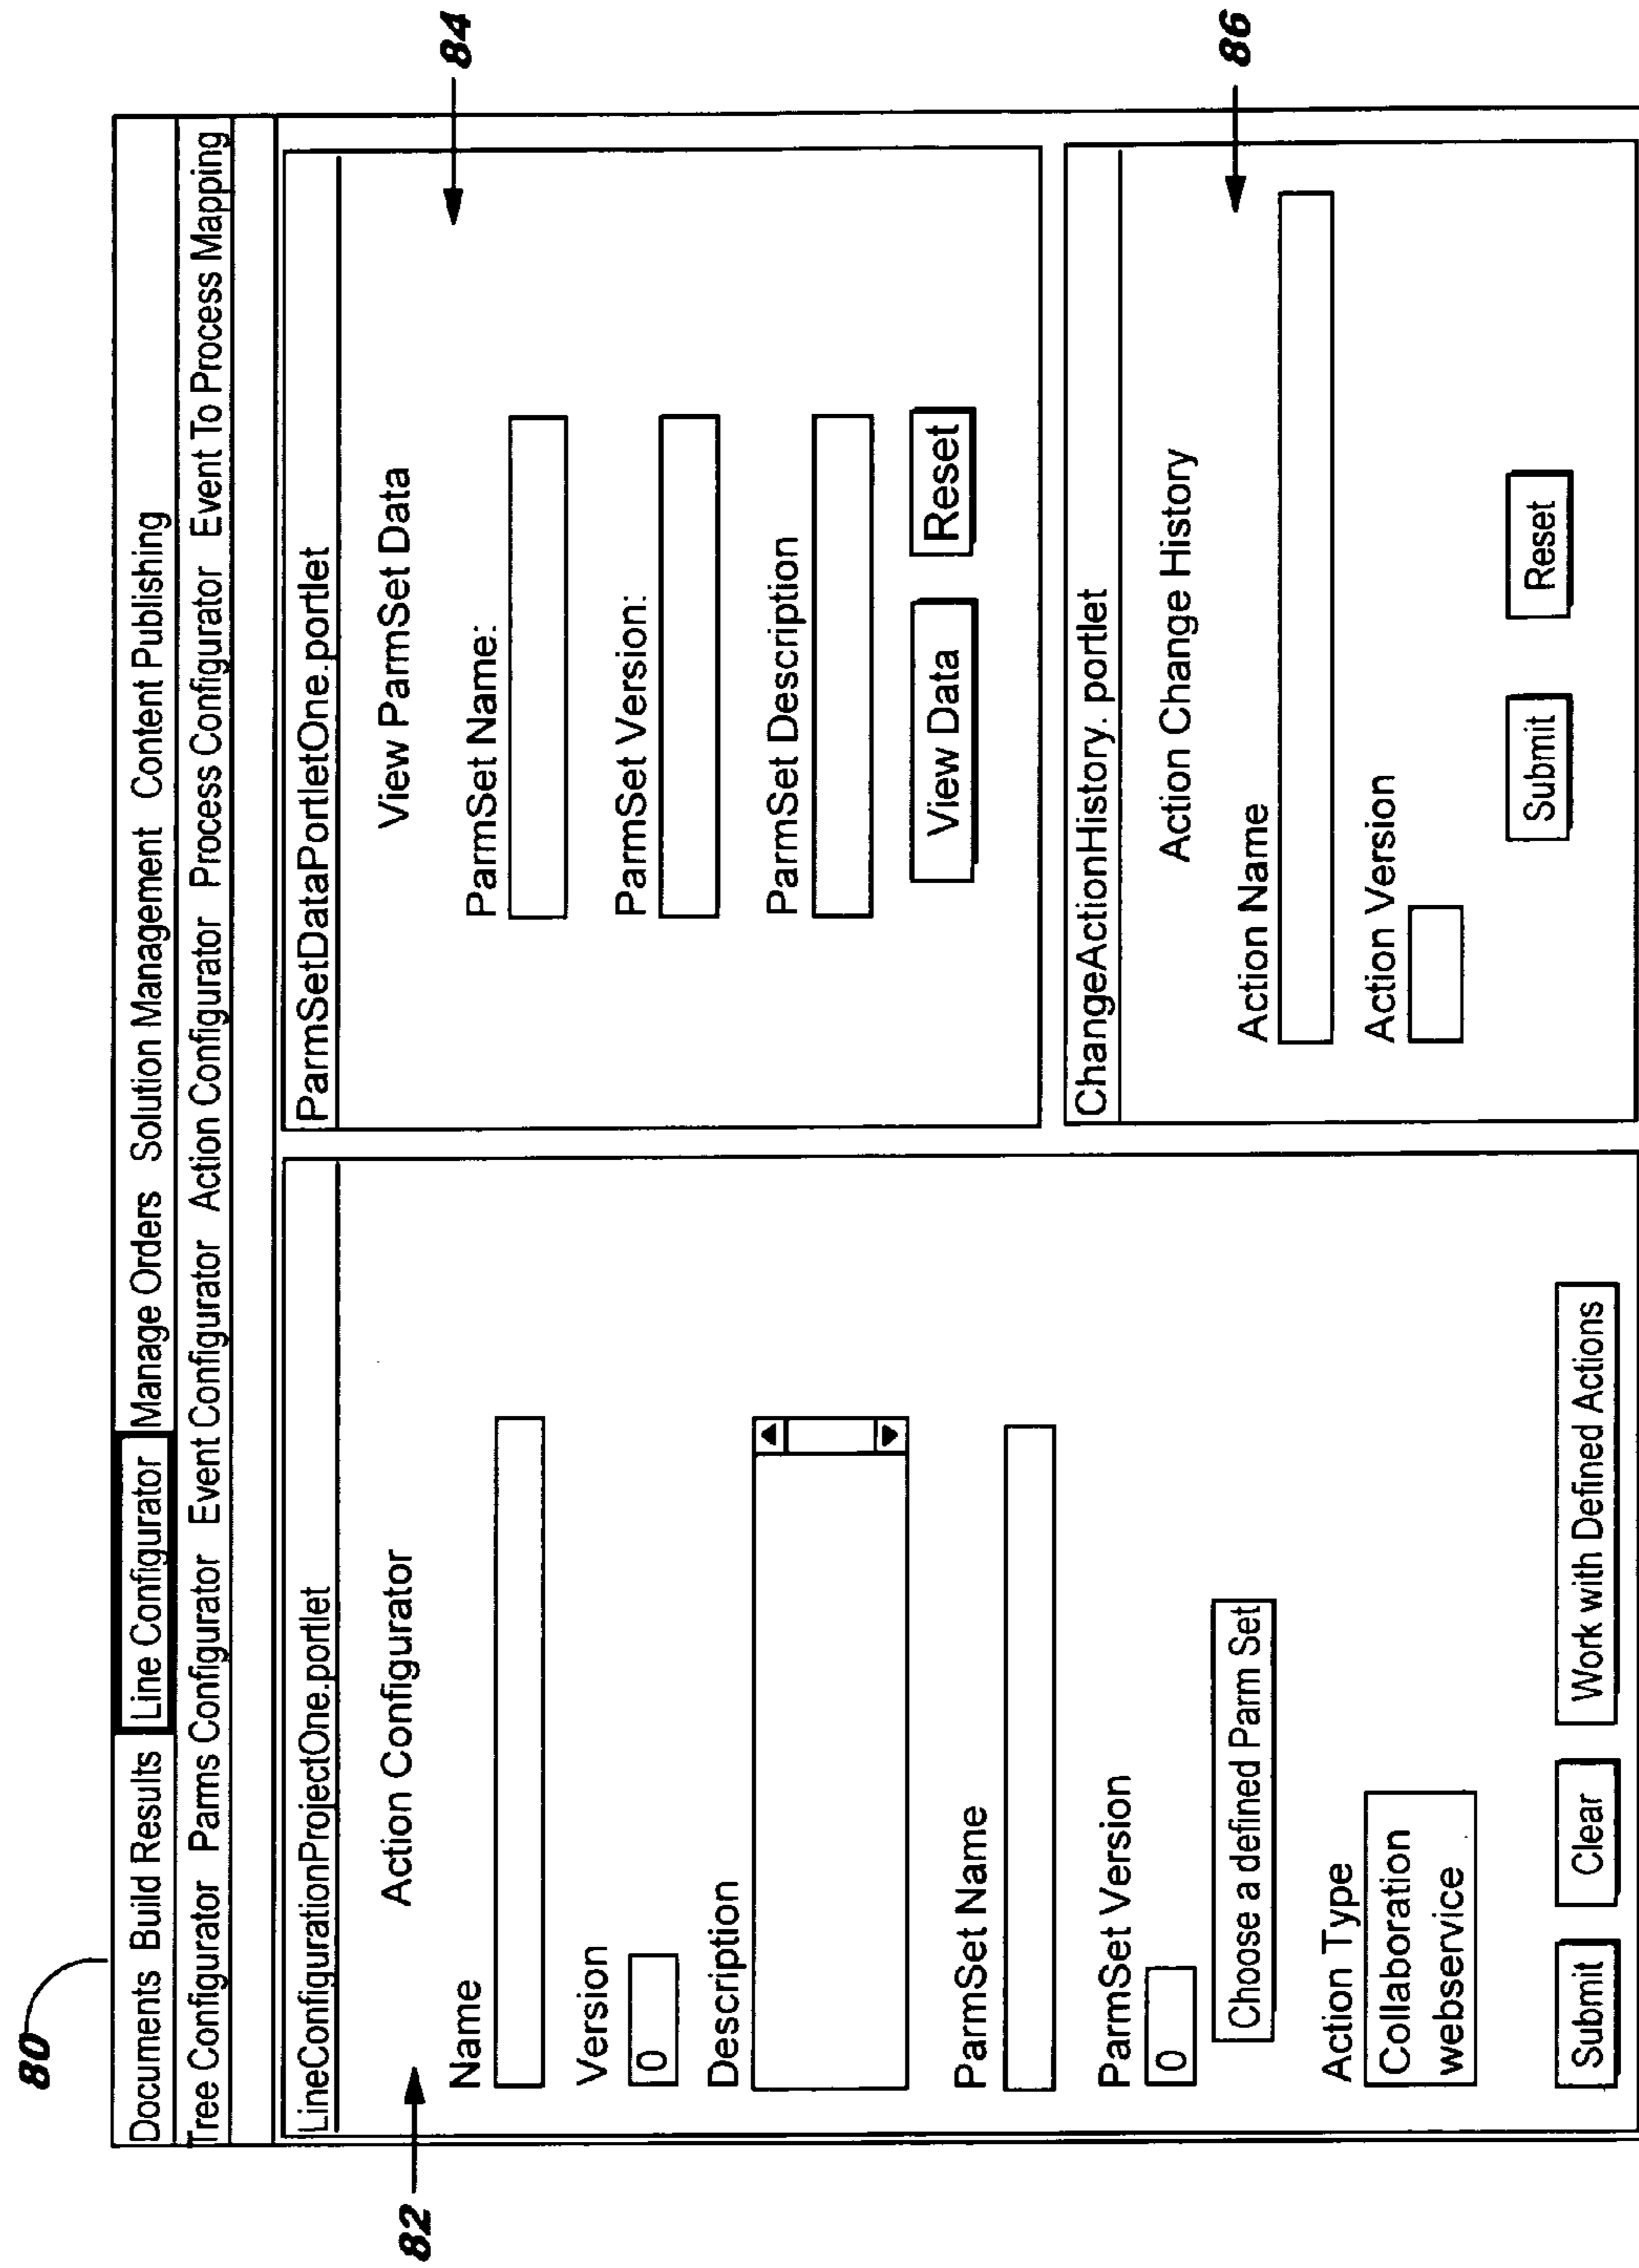 80
Documents Build Results Line Configurator Manage Orders Solution Management Content Publishing
Tree Configurator Parms Configurator Event Configurator Action Configurator Process Configurator Event To Process Mapping
82
LineConfigurationProjectOne.portlet
Action Configurator
Name
Version
0
Description
ParmSet Name
ParmSet Version
0
Choose a defined Parm Set
Action Type
Collaboration
webservice
Submit Clear Work with Defined Actions
84
ParmSetDataPortletOne.portlet
View ParmSet Data
ParmSet Name:
ParmSet Version:
ParmSet Description
View Data Reset
86
ChangeActionHistory. portlet
Action Change History
Action Name
Action Version
Submit Reset